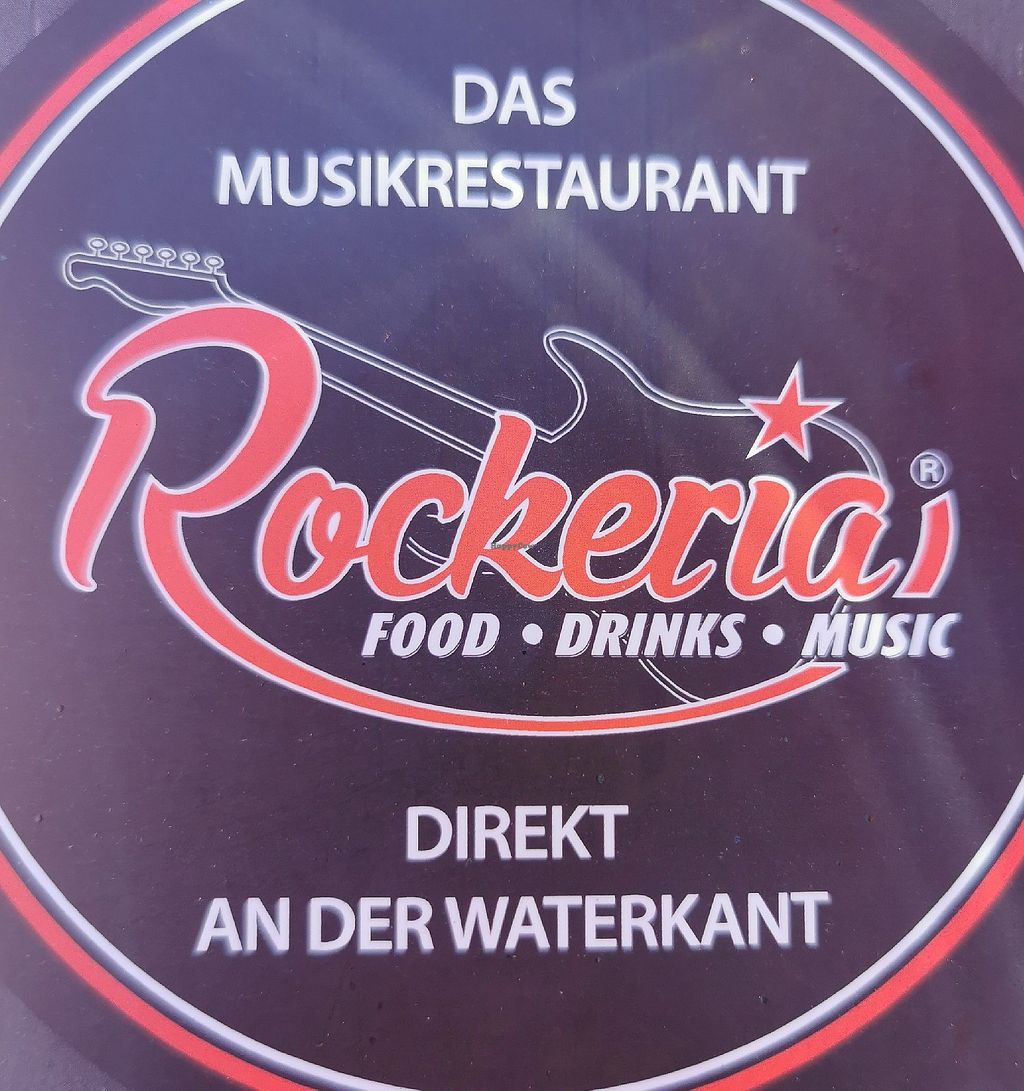 DAS
MUSIKRESTAURANT
Rockeria
®
FOOD • DRINKS • MUSIC
DIREKT
AN DER WATERKANT